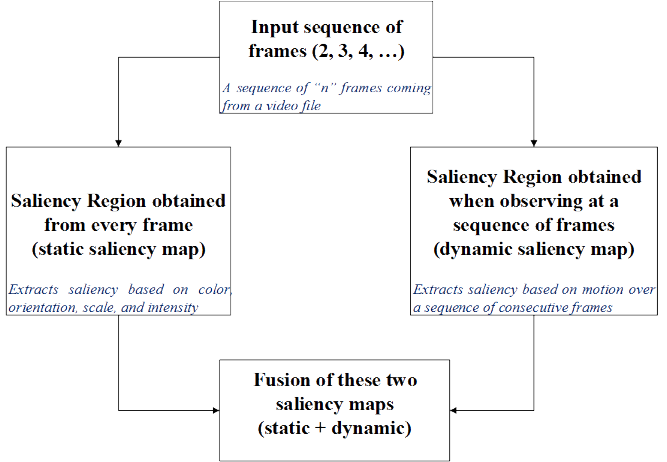 Input sequence of
frames (2, 3, 4, …)
A sequence of “n” frames coming
from a video file
Saliency Region obtained
from every frame
(static saliency map)
Extracts saliency based on color,
orientation, scale, and intensity
Saliency Region obtained
when observing at a
sequence of frames
(dynamic saliency map)
Extracts saliency based on motion over
a sequence of consecutive frames
Fusion of these two
saliency maps
(static + dynamic)